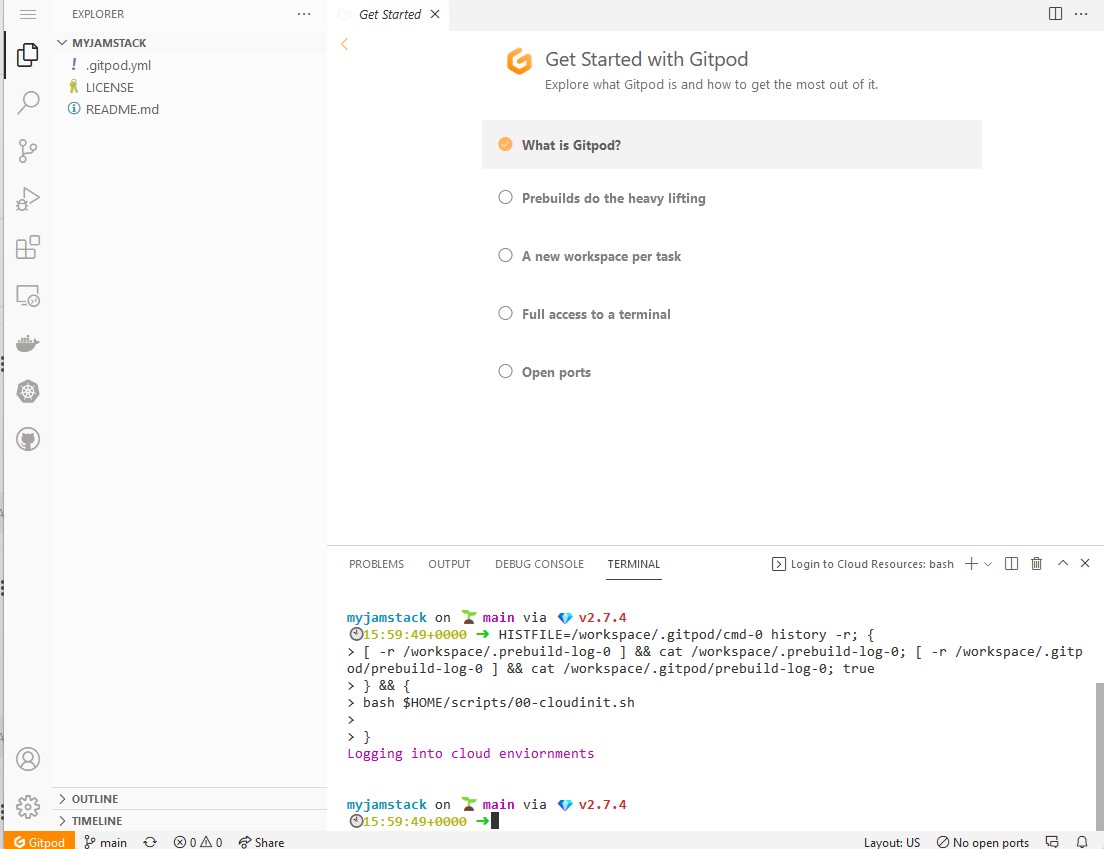 EXPLORER
Get Started
MYJAMSTACK
! .gitpod.yml
LICENSE
README.md
Get Started with Gitpod
Explore what Gitpod is and how to get the most out of it.
What is Gitpod?
Prebuilds do the heavy lifting
A new workspace per task
Full access to a terminal
Open ports
PROBLEMS OUTPUT DEBUG CONSOLE TERMINAL Login to Cloud Resources: bash
myjamstack on main via v2.7.4
15:59:49+0000 ➜ HISTFILE=/workspace/.gitpod/cmd-0 history -r; {
> [ -r /workspace/.prebuild-log-0 ] && cat /workspace/.prebuild-log-0; [ -r /workspace/.gitp
od/prebuild-log-0 ] && cat /workspace/.gitpod/prebuild-log-0; true
> } && {
> bash $HOME/scripts/00-cloudinit.sh
>
> }
Logging into cloud enviornments
myjamstack on main via v2.7.4
15:59:49+0000 ➜
OUTLINE
TIMELINE
Gitpod main 0 0 Share Layout: US No open ports